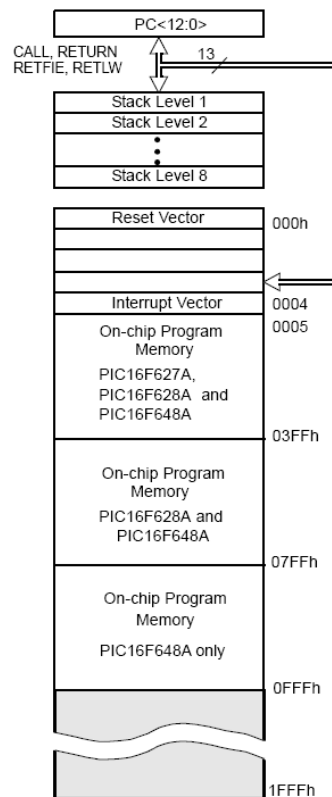 PC<12:0>
CALL, RETURN
RETFIE, RETLW
13
Stack Level 1
Stack Level 2
Stack Level 8
Reset Vector
000h
Interrupt Vector
0004
0005
On-chip Program
Memory
PIC16F627A,
PIC16F628A and
PIC16F648A
03FFh
On-chip Program
Memory
PIC16F628A and
PIC16F648A
07FFh
On-chip Program
Memory
PIC16F648A only
0FFFh
1FFFh